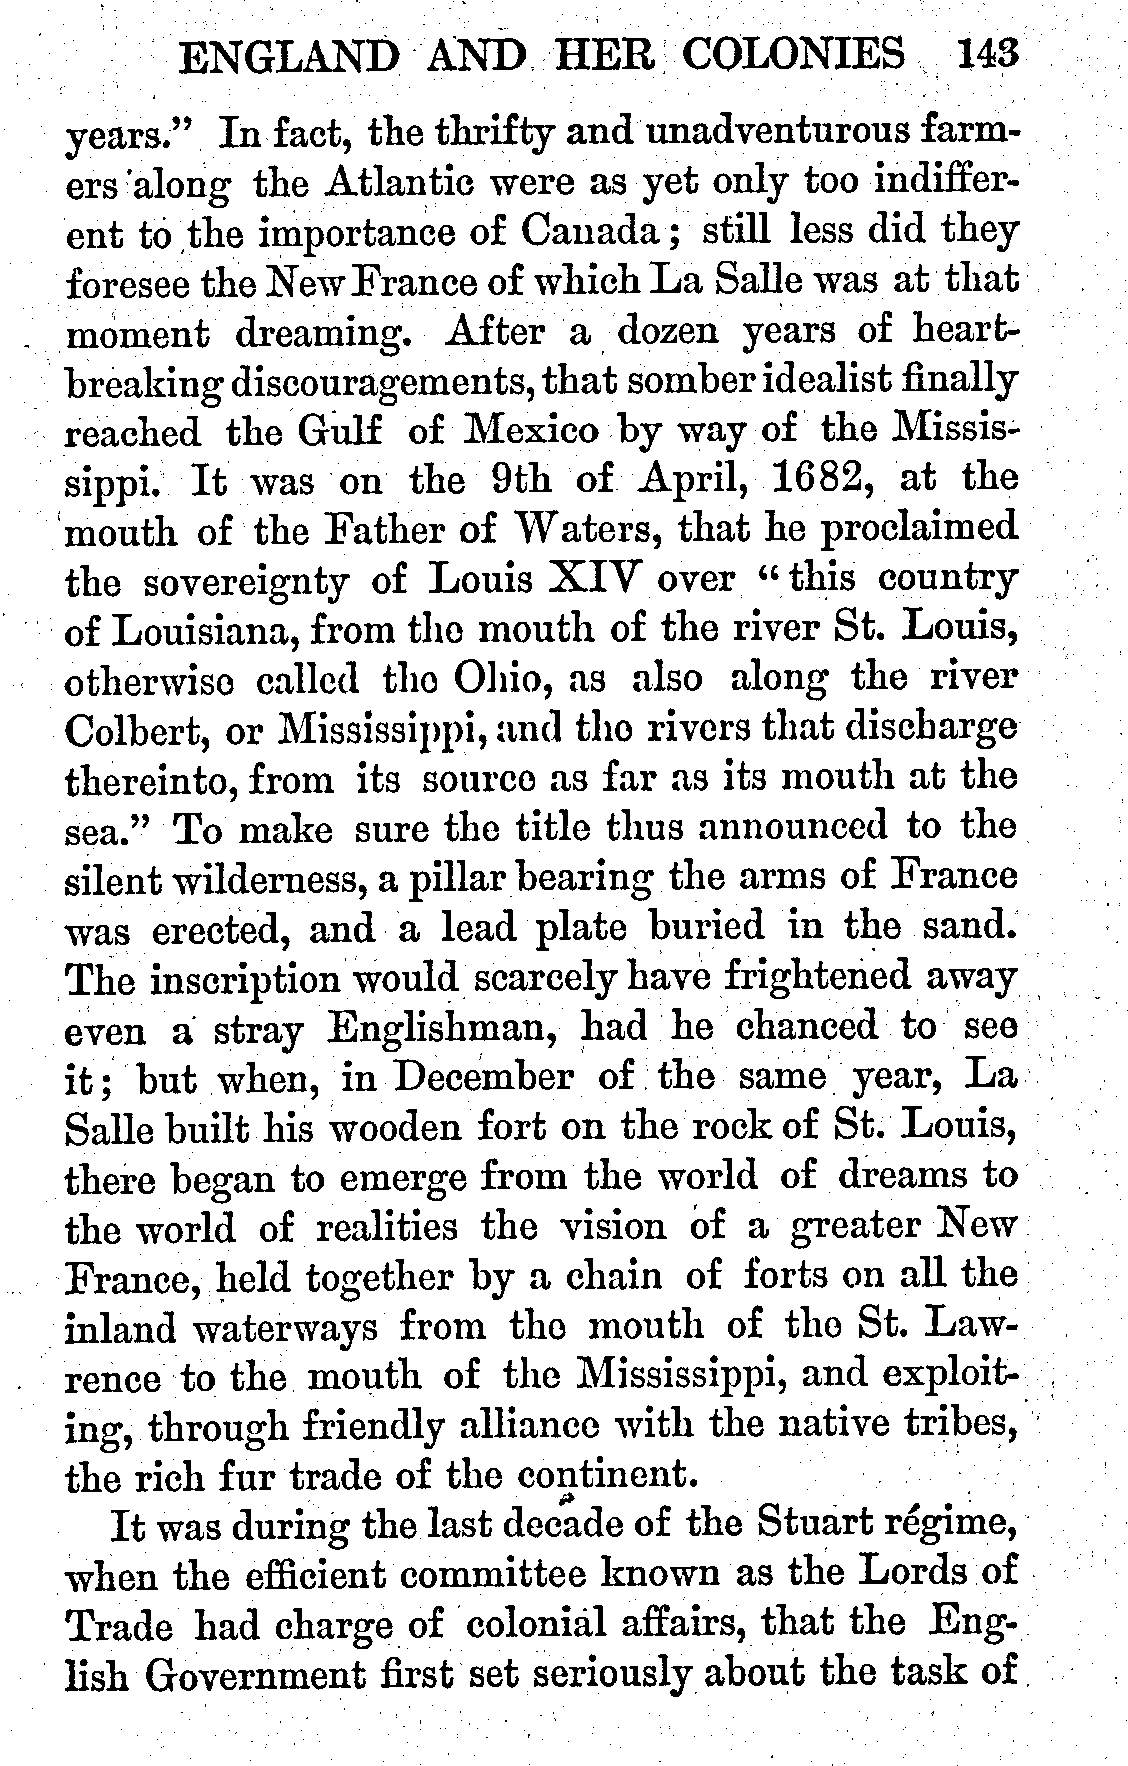 ENGLAND AND HER COLONIES 143
years.” In fact, the thrifty and unadventurous farm-
ers along the Atlantic were as yet only too indiffer-
ent to the importance of Canada; still less did they
foresee the New France of which La Salle was at that
moment dreaming. After a dozen years of heart-
breaking discouragements, that somber idealist finally
reached the Gulf of Mexico by way of the Missis-
sippi. It was on the 9th of April, 1682, at the
mouth of the Father of Waters, that he proclaimed
the sovereignty of Louis XIV over “this country
of Louisiana, from the mouth of the river St. Louis,
otherwise called the Ohio, as also along the river
Colbert, or Mississippi, and the rivers that discharge
thereinto, from its source as far as its mouth at the
sea.” To make sure the title thus announced to the
silent wilderness, a pillar bearing the arms of France
was erected, and a lead plate buried in the sand.
The inscription would scarcely have frightened away
even a stray Englishman, had he chanced to see
it; but when, in December of the same year, La
Salle built his wooden fort on the rock of St. Louis,
there began to emerge from the world of dreams to
the world of realities the vision of a greater New
France, held together by a chain of forts on all the
inland waterways from the mouth of the St. Law-
rence to the mouth of the Mississippi, and exploit-
ing, through friendly alliance with the native tribes,
the rich fur trade of the continent.
It was during the last decade of the Stuart régime,
when the efficient committee known as the Lords of
Trade had charge of colonial affairs, that the Eng-
lish Government first set seriously about the task of